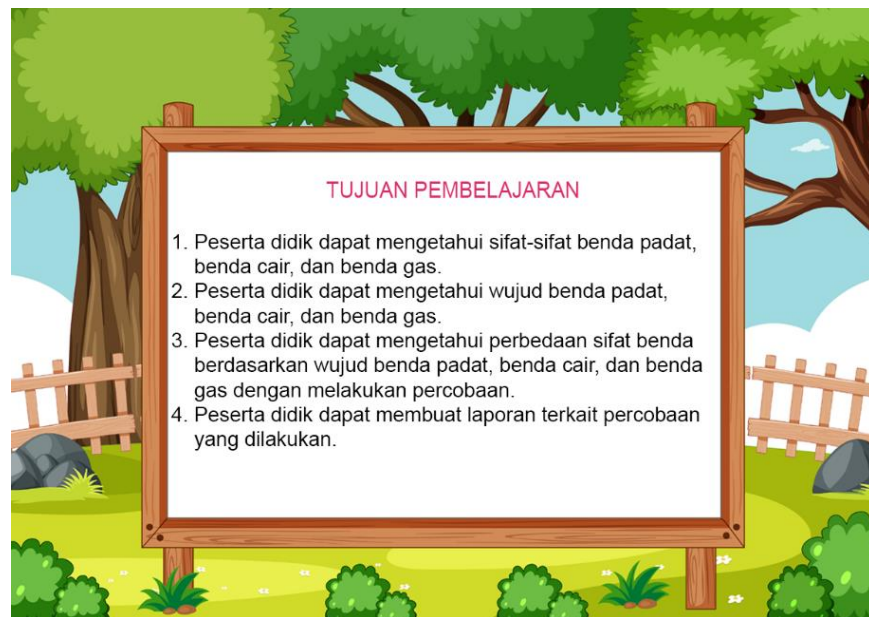 TUJUAN PEMBELAJARAN
1. Peserta didik dapat mengetahui sifat-sifat benda padat,
benda cair, dan benda gas.
2. Peserta didik dapat mengetahui wujud benda padat,
benda cair, dan benda gas.
3. Peserta didik dapat mengetahui perbedaan sifat benda
berdasarkan wujud benda padat, benda cair, dan benda
gas dengan melakukan percobaan.
4. Peserta didik dapat membuat laporan terkait percobaan
yang dilakukan.